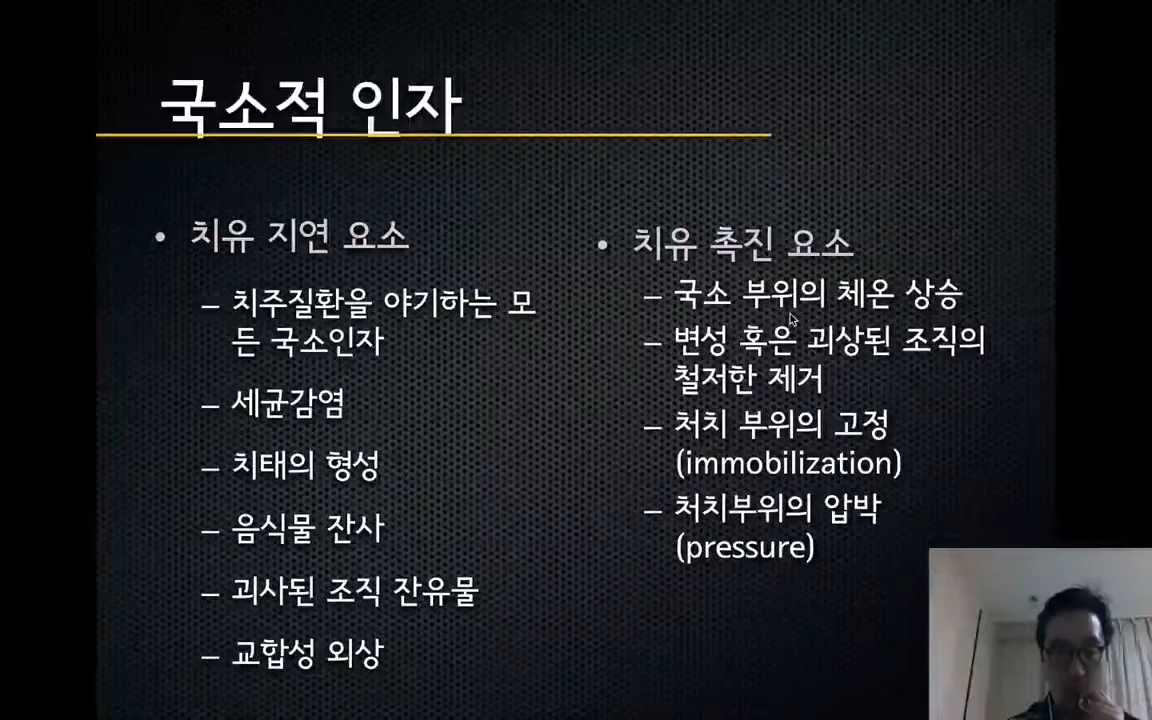 국소적 인자
• 치유 지연 요소
– 치주질환을 야기하는 모
든 국소인자
– 세균감염
– 치태의 형성
– 음식물 잔사
– 괴사된 조직 잔유물
– 교합성 외상
• 치유 촉진 요소
– 국소 부위의 체온 상승
– 변성 혹은 괴상된 조직의
철저한 제거
– 처치 부위의 고정
(immobilization)
– 처치부위의 압박
(pressure)